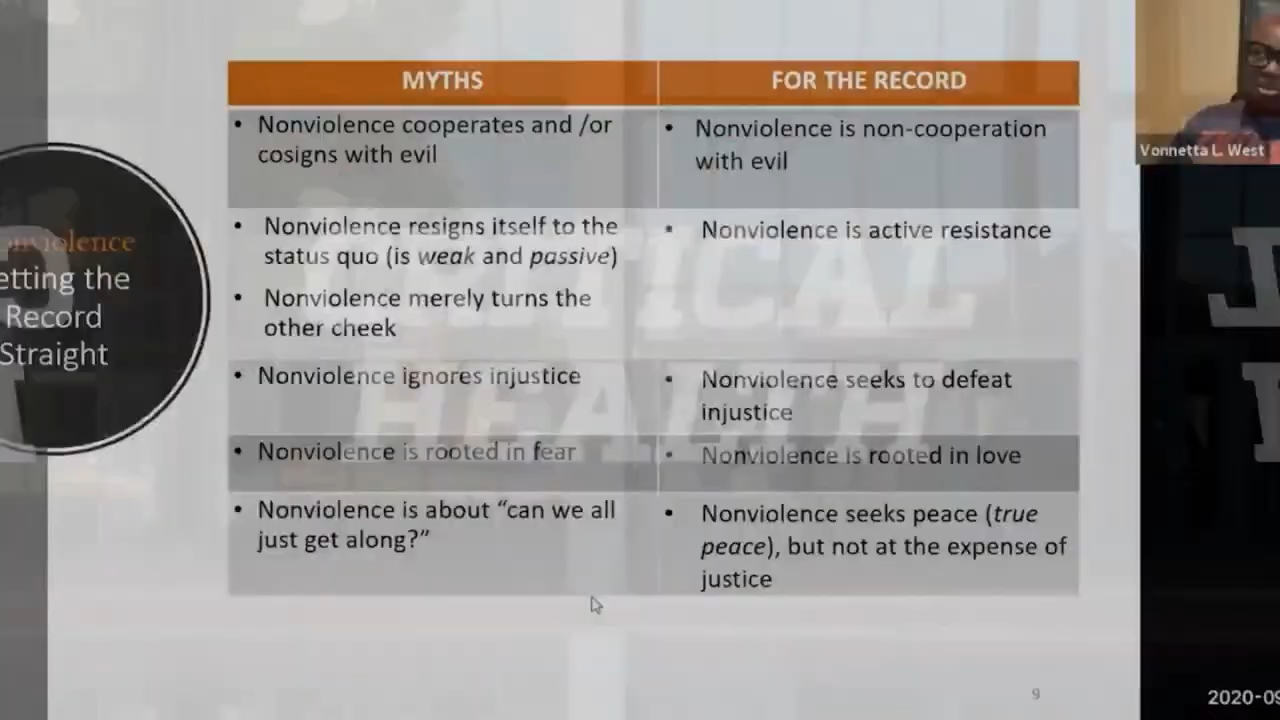 MYTHS
FOR THE RECORD
• Nonviolence cooperates and /or
cosigns with evil
• Nonviolence is non-cooperation
with evil
• Nonviolence resigns itself to the
status quo (is weak and passive)
• Nonviolence merely turns the
other cheek
• Nonviolence is active resistance
• Nonviolence ignores injustice
• Nonviolence seeks to defeat
injustice
• Nonviolence is rooted in fear
• Nonviolence is rooted in love
• Nonviolence is about “can we all
just get along?”
• Nonviolence seeks peace (true
peace), but not at the expense of
justice
etting the
Record
Straight
CRITICAL
HEALTH
Vonnetta L. West
9
2020-09